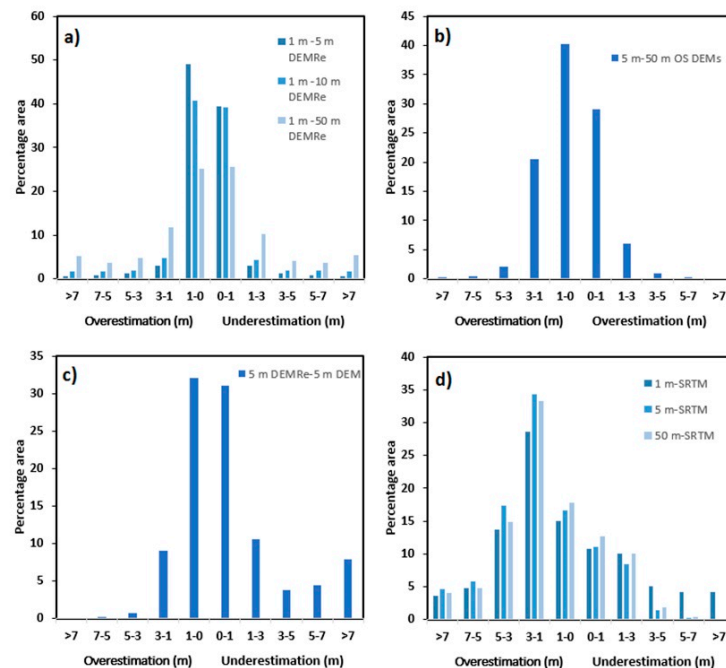 a)
60
50
40
30
20
10
0
Percentage area
1 m -5 m
DEMRe
1 m-10 m
DEMRe
1 m-50 m
DEMRe
>7 7-5 5-3 3-1 1-0 0-1 1-3 3-5 5-7 >7
Overestimation (m) Underestimation (m)
b)
45
40
35
30
25
20
15
10
5
0
Percentage area
5 m-50 m OS DEMs
>7 7-5 5-3 3-1 1-0 0-1 1-3 3-5 5-7 >7
Overestimation (m) Overestimation (m)
c)
35
30
25
20
15
10
5
0
Percentage area
5 m DEMRe-5 m DEM
>7 7-5 5-3 3-1 1-0 0-1 1-3 3-5 5-7 >7
Overestimation (m) Underestimation (m)
d)
40
35
30
25
20
15
10
5
0
Percentage area
1 m-SRTM
5 m-SRTM
50 m-SRTM
>7 7-5 5-3 3-1 1-0 0-1 1-3 3-5 5-7 >7
Overestimation (m) Underestimation (m)